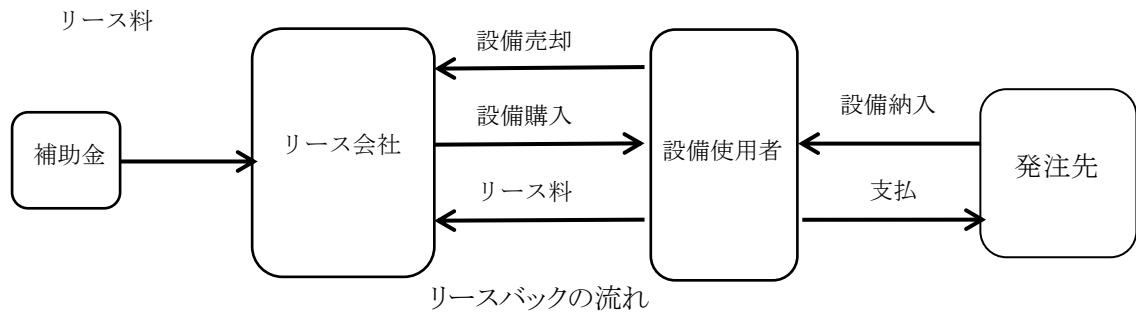 リース料
設備売却
設備納入
設備購入
補助金
リース会社
設備使用者
発注先
リース料
支払
リースバックの流れ